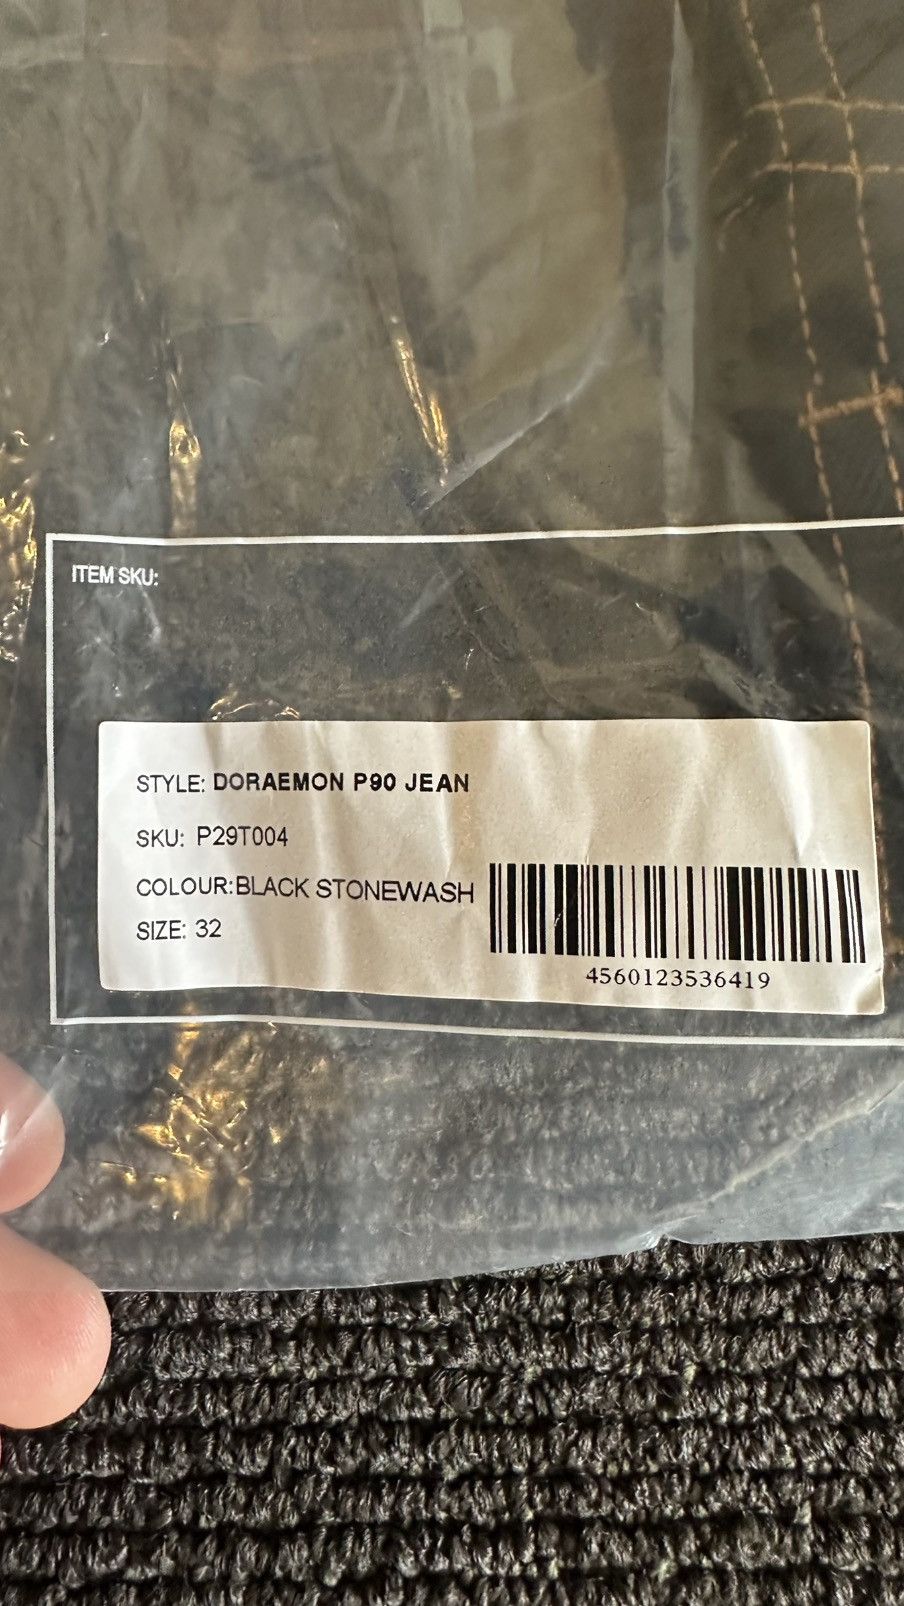 ITEM SKU:
STYLE: DORAEMON P90 JEAN
SKU: P29T004
COLOUR:BLACK STONEWASH
SIZE: 32
4560123536419